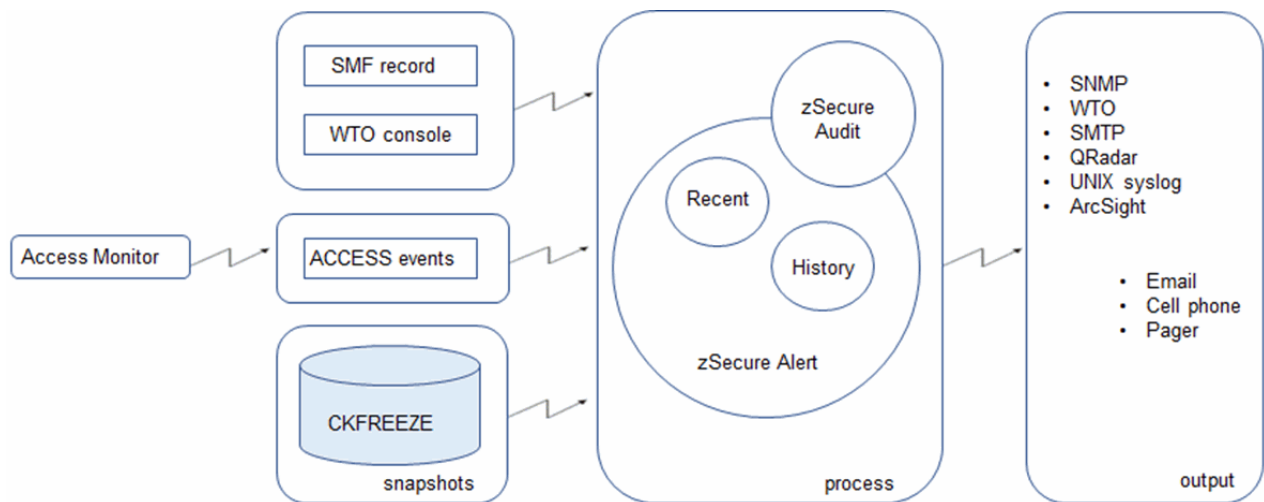 SMF record
WTO console
Access Monitor
ACCESS events
CKFREEZE
snapshots
zSecure
Audit
Recent
History
zSecure Alert
process
• SNMP
• WTO
• SMTP
• QRadar
• UNIX syslog
• ArcSight
• Email
• Cell phone
• Pager
output